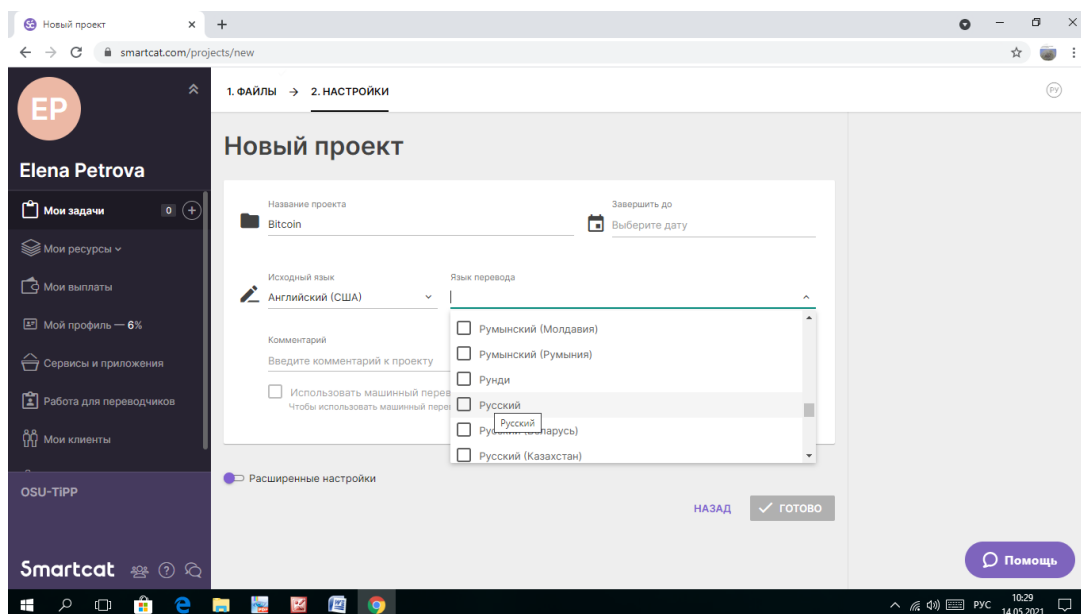 Новый проект
smartcat.com/projects/new
EP
Elena Petrova
Мои задачи 0
Мои ресурсы
Мои выплаты
Мой профиль — 6%
Сервисы и приложения
Работа для переводчиков
Мои клиенты
OSU-TiPP
Smartcat
1. ФАЙЛЫ → 2. НАСТРОЙКИ
РУ
Новый проект
Название проекта
Bitcoin
Завершить до
Выберите дату
Исходный язык
Английский (США)
Язык перевода
Румынский (Молдавия)
Румынский (Румыния)
Рунди
Русский
Русский
Русский (Казахстан)
Комментарий
Введите комментарий к проекту
Использовать машинный
Чтобы использовать машинный
Расширенные настройки
НАЗАД
ГОТОВО
Помощь
РУС
10:29
14.05.2021